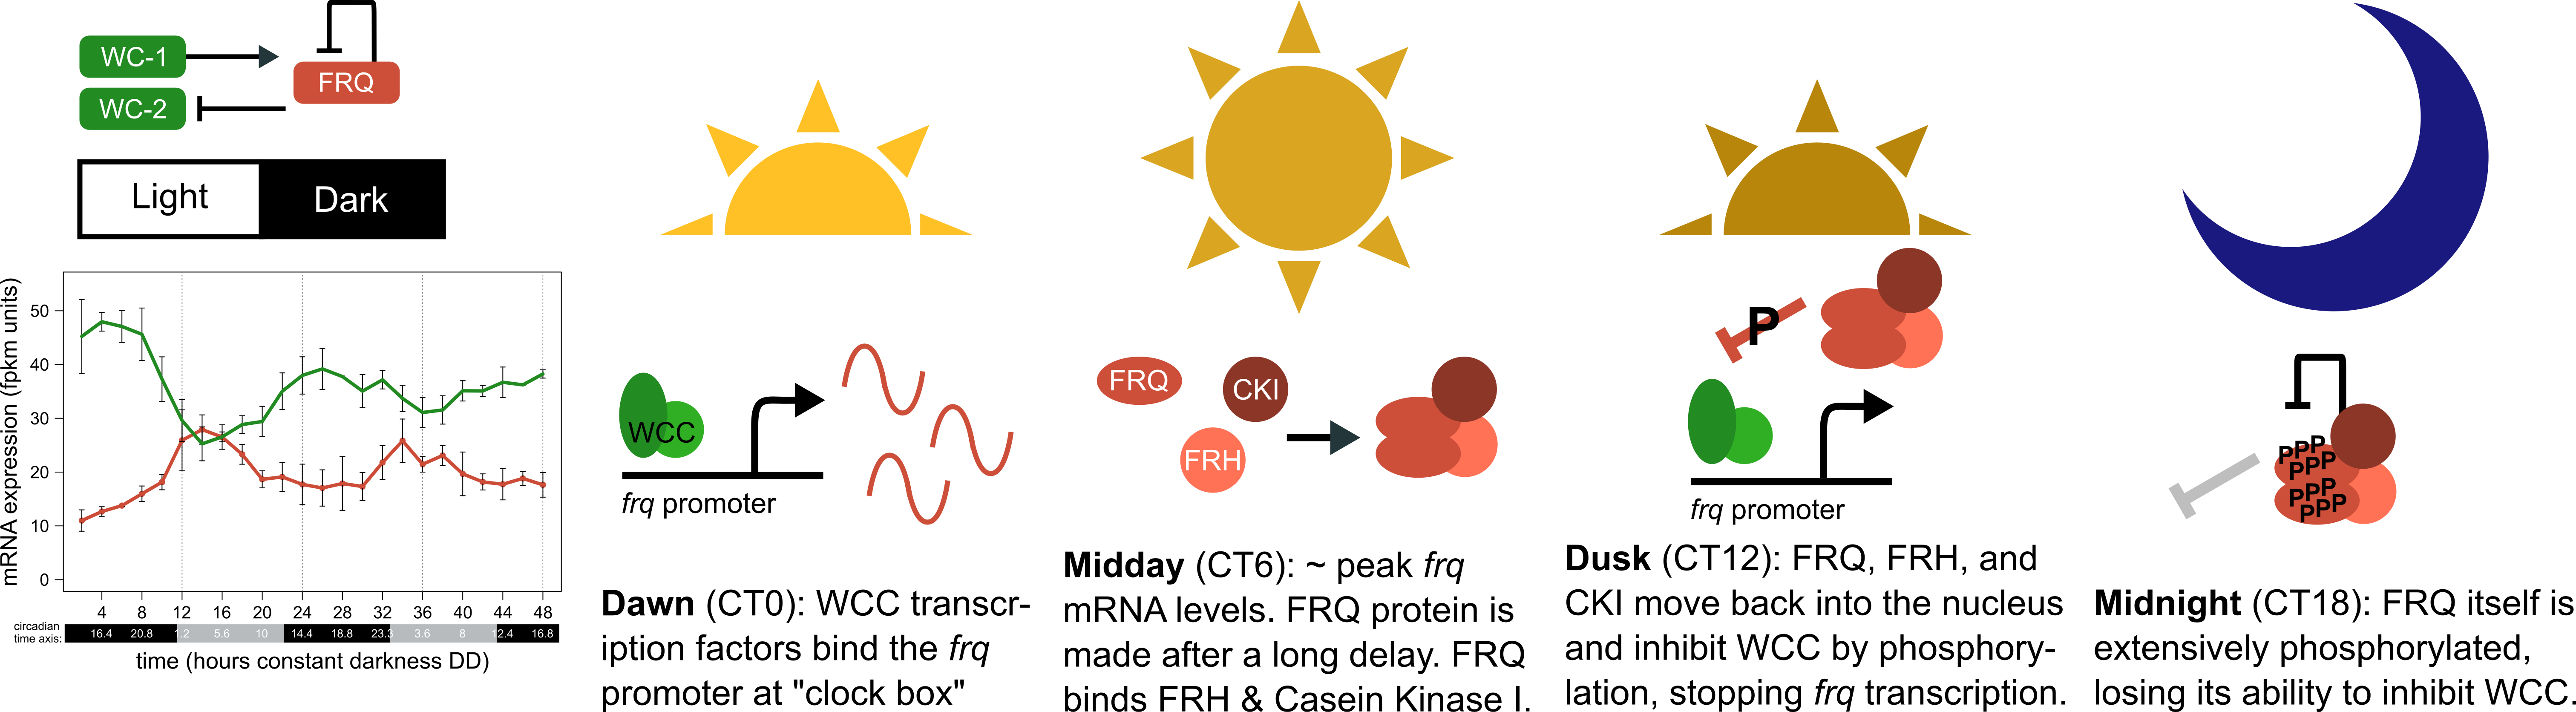 WC-1
FRQ
WC-2
Light
Dark
mRNA expression (fpkm units)
50
40
30
20
10
0
4 8 12 16 20 24 28 32 36 40 44 48
circadian
time axis:
16.4 20.8 1.2 5.6 10 14.4 18.8 23.3 3.6 8 12.4 16.8
time (hours constant darkness DD)
WCC
frq promoter
Dawn (CT0): WCC transcr-
iption factors bind the frq
promoter at "clock box"
FRQ
CKI
FRH
Midday (CT6): ~ peak frq
mRNA levels. FRQ protein is
made after a long delay. FRQ
binds FRH & Casein Kinase I.
P
frq promoter
Dusk (CT12): FRQ, FRH, and
CKI move back into the nucleus
and inhibit WCC by phosphory-
lation, stopping frq transcription.
PPP
PPP
PPP
PPP
Midnight (CT18): FRQ itself is
extensively phosphorylated,
losing its ability to inhibit WCC.